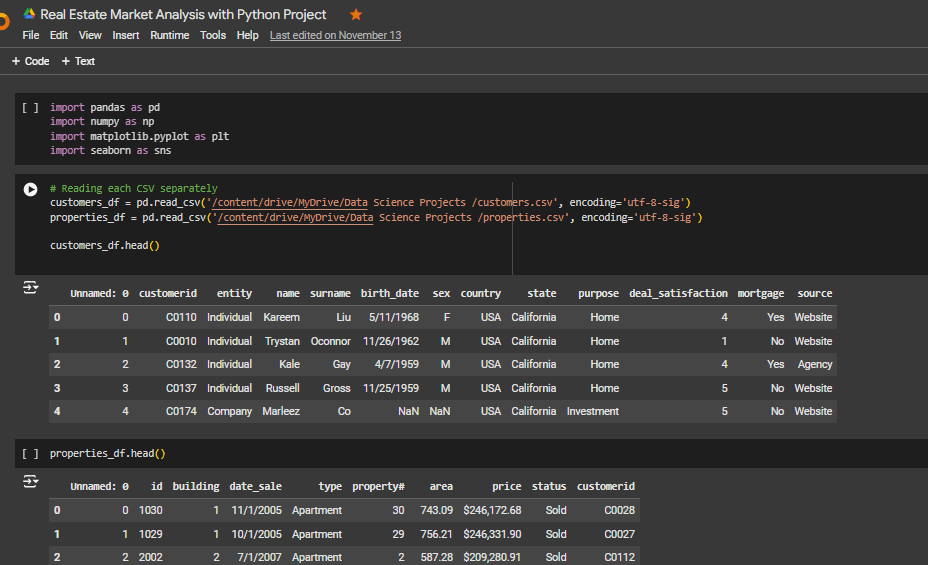 Real Estate Market Analysis with Python Project
File Edit View Insert Runtime Tools Help Last edited on November 13
+ Code + Text
[ ] import pandas as pd
import numpy as np
import matplotlib.pyplot as plt
import seaborn as sns
# Reading each CSV separately
customers_df = pd.read_csv('/content/drive/MyDrive/Data Science Projects /customers.csv', encoding='utf-8-sig')
properties_df = pd.read_csv('/content/drive/MyDrive/Data Science Projects /properties.csv', encoding='utf-8-sig')
customers_df.head()
Unnamed: 0 customerid entity name surname birth_date sex country state purpose deal_satisfaction mortgage source
0 0 C0110 Individual Kareem Liu 5/11/1968 F USA California Home 4 Yes Website
1 1 C0010 Individual Trystan Oconnor 11/26/1962 M USA California Home 1 No Website
2 2 C0132 Individual Kale Gay 4/7/1959 M USA California Home 4 Yes Agency
3 3 C0137 Individual Russell Gross 11/25/1959 M USA California Home 5 No Website
4 4 C0174 Company Marleez Co NaN NaN USA California Investment 5 No Website
[ ] properties_df.head()
Unnamed: 0 id building date_sale type property# area price status customerid
0 0 1030 1 11/1/2005 Apartment 30 743.09 $246,172.68 Sold C0028
1 1 1029 1 10/1/2005 Apartment 29 756.21 $246,331.90 Sold C0027
2 2 2002 2 7/1/2007 Apartment 2 587.28 $209,280.91 Sold C0112